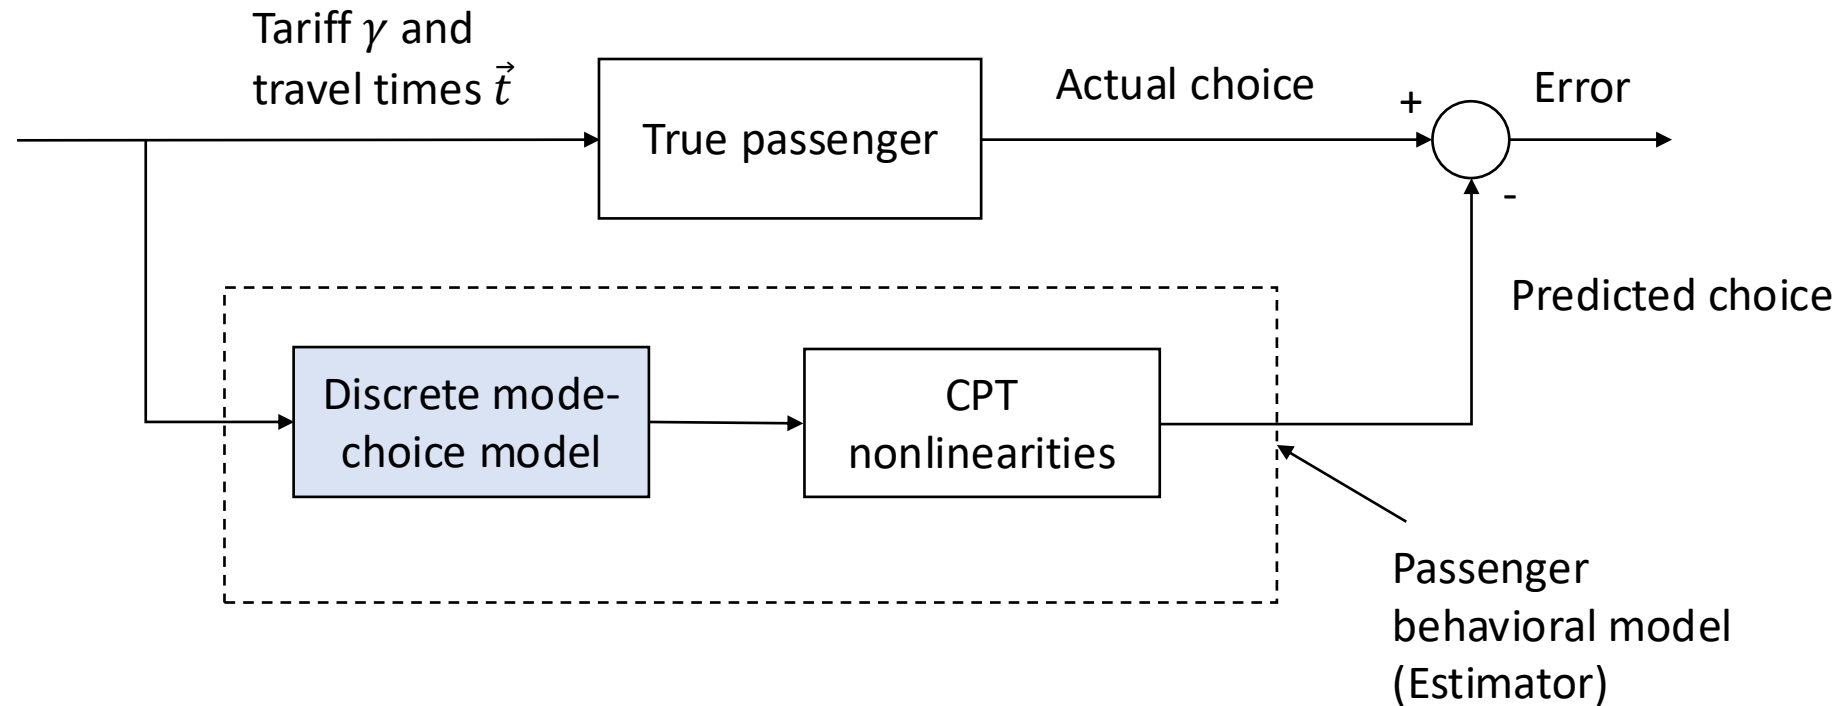 Tariff γ and
travel times t⃗
True passenger
Actual choice
+
Error
-
Predicted choice
Discrete mode-
choice model
CPT
nonlinearities
Passenger
behavioral model
(Estimator)